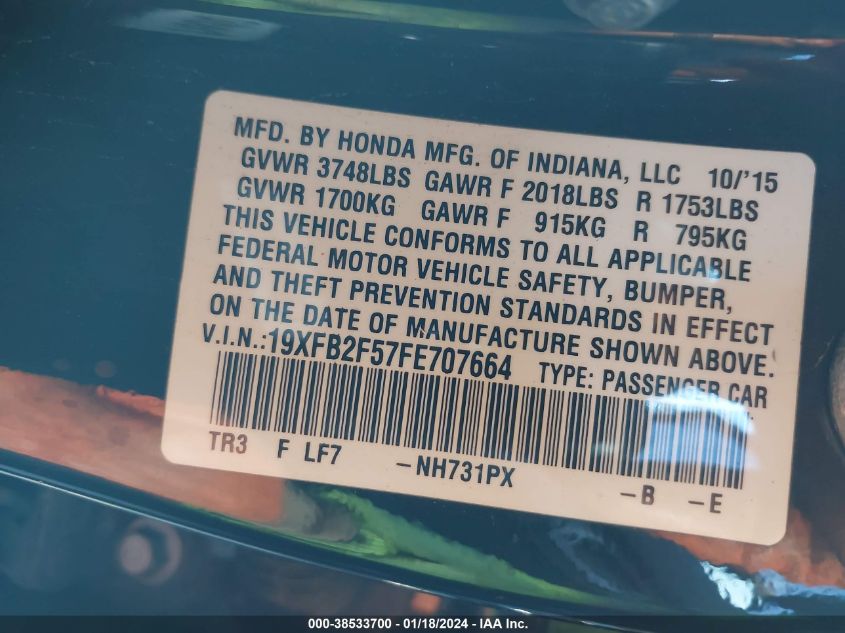 MFD. BY HONDA MFG. OF INDIANA, LLC 10/'15
GVWR 3748LBS GAWR F 2018LBS R 1753LBS
GVWR 1700KG GAWR F 915KG R 795KG
THIS VEHICLE CONFORMS TO ALL APPLICABLE
FEDERAL MOTOR VEHICLE SAFETY, BUMPER,
AND THEFT PREVENTION STANDARDS IN EFFECT
ON THE DATE OF MANUFACTURE SHOWN ABOVE.
V.I.N.:19XFB2F57FE707664 TYPE: PASSENGER CAR
TR3 F LF7 -NH731PX -B -E
000-38533700 - 01/18/2024 - IAA Inc.